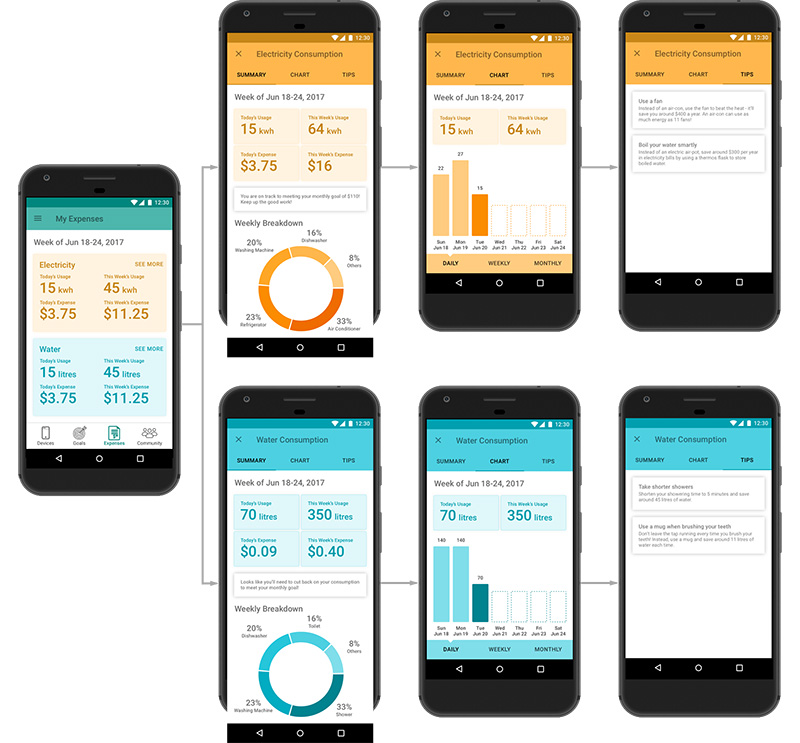 12:30
My Expenses
Week of Jun 18-24, 2017
Electricity SEE MORE
Today's Usage This Week's Usage
15 kwh 45 kwh
Today's Expense This Week's Expense
$3.75 $11.25
Water SEE MORE
Today's Usage This Week's Usage
15 litres 45 litres
Today's Expense This Week's Expense
$3.75 $11.25
Devices Goals Expenses Community
12:30
Electricity Consumption
SUMMARY CHART TIPS
Week of Jun 18-24, 2017
Today's Usage This Week's Usage
15 kwh 64 kwh
Today's Expense This Week's Expense
$3.75 $16
You are on track to meeting your monthly goal of $110!
Keep up the good work!
Weekly Breakdown
16%
Dishwasher
20%
Washing Machine
8%
Others
23%
Refrigerator
33%
Air Conditioner
12:30
Electricity Consumption
SUMMARY CHART TIPS
Week of Jun 18-24, 2017
Today's Usage This Week's Usage
15 kwh 64 kwh
27
22
15
Sun Mon Tue Wed Thu Fri Sat
Jun 18 Jun 19 Jun 20 Jun 21 Jun 22 Jun 23 Jun 24
DAILY WEEKLY MONTHLY
12:30
Electricity Consumption
SUMMARY CHART TIPS
Use a fan
Instead of an air-con, use the fan to beat the heat - it'll
save you around $400 a year. An air con can use as
much energy as 11 fans!
Boil your water smartly
Instead of an electric air-pot, save around $300 per year
in electricity bills by using a thermos flask to store
boiled water.
12:30
Water Consumption
SUMMARY CHART TIPS
Week of Jun 18-24, 2017
Today's Usage This Week's Usage
70 litres 350 litres
Today's Expense This Week's Expense
$0.09 $0.40
Looks like you'll need to cut back on your consumption
to meet your monthly goal!
Weekly Breakdown
16%
Toilet
20%
Dishwasher
8%
Others
23%
Washing Machine
33%
Shower
12:30
Water Consumption
SUMMARY CHART TIPS
Week of Jun 18-24, 2017
Today's Usage This Week's Usage
70 litres 350 litres
140 140
70
Sun Mon Tue Wed Thu Fri Sat
Jun 18 Jun 19 Jun 20 Jun 21 Jun 22 Jun 23 Jun 24
DAILY WEEKLY MONTHLY
12:30
Water Consumption
SUMMARY CHART TIPS
Take shorter showers
Shorten your showering time to 5 minutes and save
around 45 litres of water.
Use a mug when brushing your teeth
Don't leave the tap running every time you brush your
teeth! Instead, use a mug and save around 11 litres of
water each time.